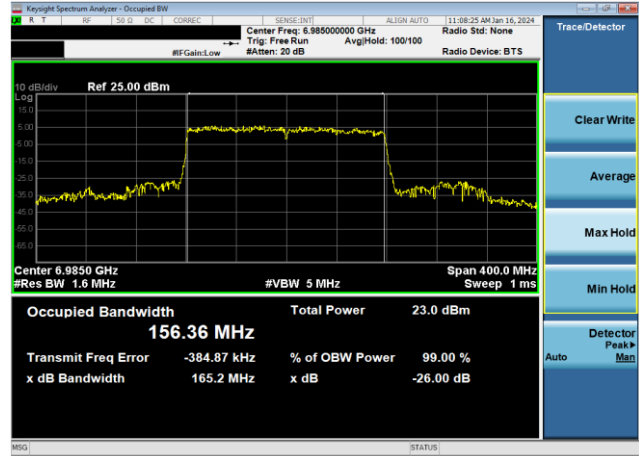 Keysight Spectrum Analyzer - Occupied BW
R T RF 50 Ω DC CORREC SENSE:INT ALIGN AUTO 11:08:25 AM Jan 16, 2024
Center Freq: 6.985000000 GHz Radio Std: None
Trig: Free Run Avg|Hold: 100/100
#IFGain:Low #Atten: 20 dB Radio Device: BTS
Trace/Detector
10 dB/div Ref 25.00 dBm
Log
15.0
5.00
-5.00
-15.0
-25.0
-35.0
-45.0
-55.0
-65.0
Center 6.9850 GHz Span 400.0 MHz
#Res BW 1.6 MHz #VBW 5 MHz Sweep 1 ms
Occupied Bandwidth Total Power 23.0 dBm
156.36 MHz
Transmit Freq Error -384.87 kHz % of OBW Power 99.00 %
x dB Bandwidth 165.2 MHz x dB -26.00 dB
Clear Write
Average
Max Hold
Min Hold
Detector
Peak▶
Auto Man
MSG STATUS